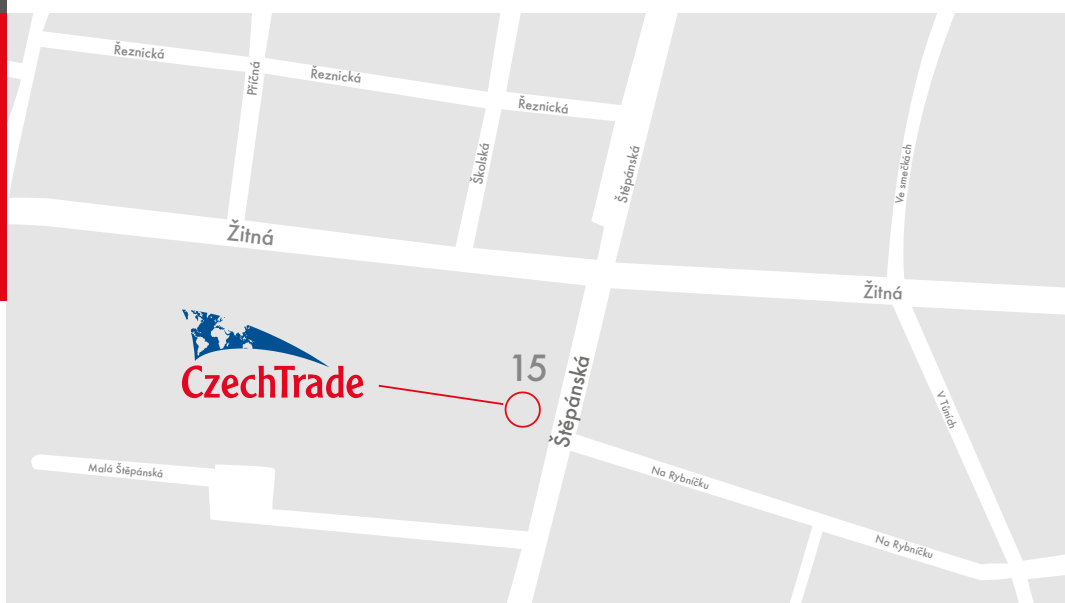 Řeznická
Řeznická
Řeznická
Příčná
Školská
Štěpánská
Ve smečkách
Žitná
Žitná
CzechTrade
15
Štěpánská
V Tůních
Malá Štěpánská
Na Rybníčku
Na Rybníčku